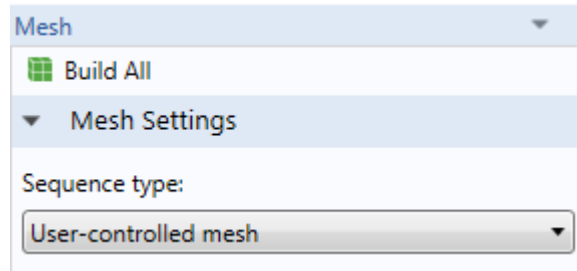 Mesh
Build All
Mesh Settings
Sequence type:
User-controlled mesh